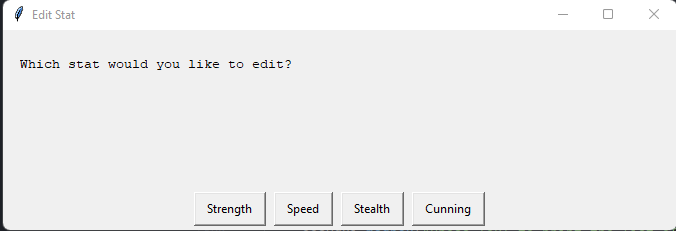 Edit Stat
Which stat would you like to edit?
Strength Speed Stealth Cunning